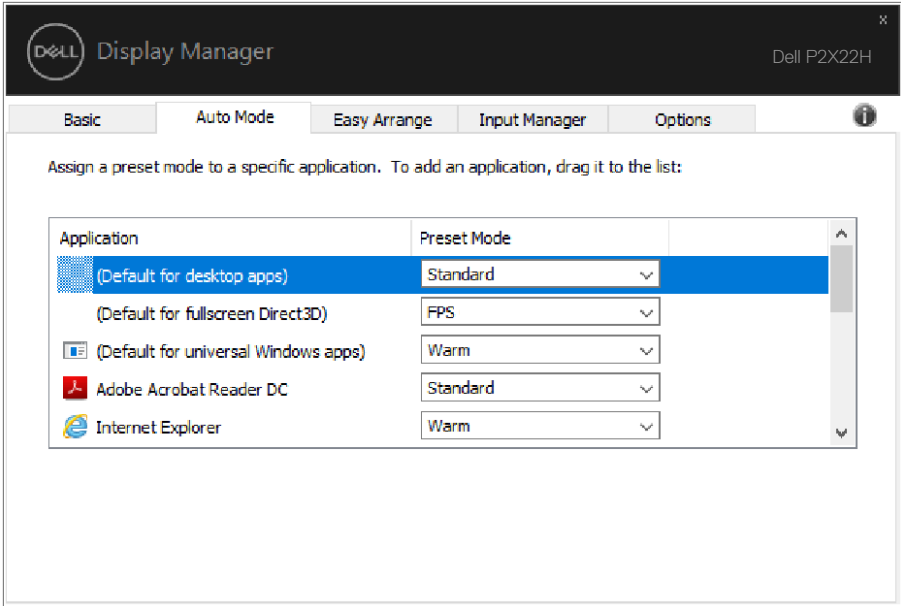 DELL Display Manager
x
Dell P2X22H
Basic Auto Mode Easy Arrange Input Manager Options
Assign a preset mode to a specific application. To add an application, drag it to the list:
Application Preset Mode
(Default for desktop apps) Standard
(Default for fullscreen Direct3D) FPS
(Default for universal Windows apps) Warm
Adobe Acrobat Reader DC Standard
Internet Explorer Warm